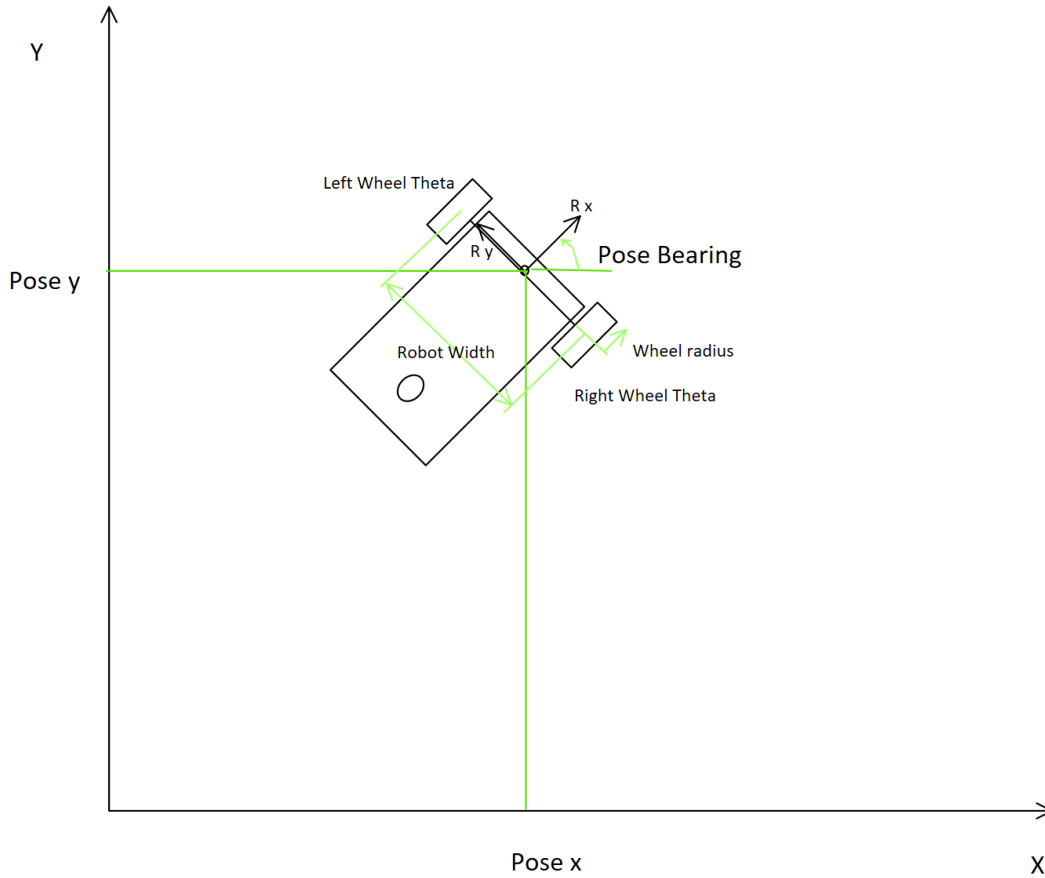 Y
Left Wheel Theta
R x
R y
Pose Bearing
Pose y
Robot Width
Wheel radius
Right Wheel Theta
Pose x
X